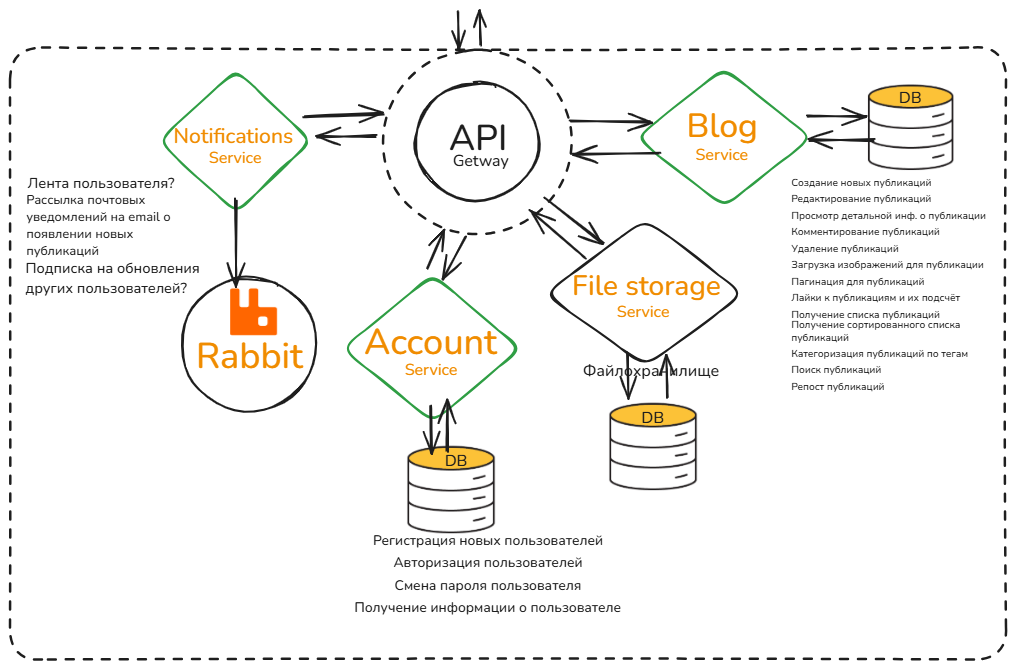 API
Getway
Notifications
Service
Лента пользователя?
Рассылка почтовых
уведомлений на email о
появлении новых
публикаций
Подписка на обновления
других пользователей?
Rabbit
Account
Service
DB
Регистрация новых пользователей
Авторизация пользователей
Смена пароля пользователя
Получение информации о пользователе
File storage
Service
Файлохранилище
DB
Blog
Service
DB
Создание новых публикаций
Редактирование публикаций
Просмотр детальной инф. о публикации
Комментирование публикаций
Удаление публикаций
Загрузка изображений для публикации
Пагинация для публикаций
Лайки к публикациям и их подсчёт
Получение списка публикаций
Получение сортированного списка
публикаций
Категоризация публикаций по тегам
Поиск публикаций
Репост публикаций